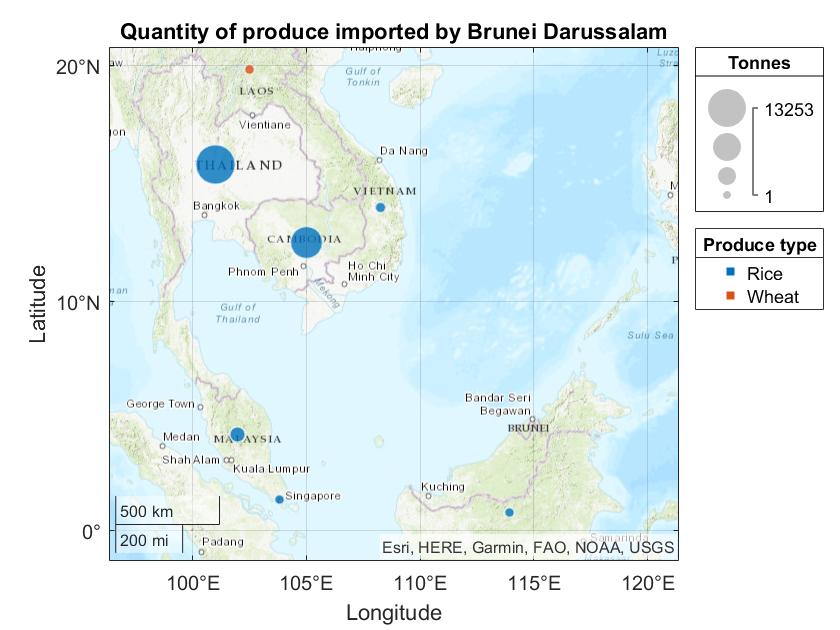 Quantity of produce imported by Brunei Darussalam
20°N
Gulf of
Tonkin
LAOS
Vientiane
Da Nang
THAILAND
VIETNAM
Bangkok
CAMBODIA
Phnom Penh
Ho Chi
Minh City
Mekong
10°N
Gulf of
Thailand
Sulu Sea
George Town
Bandar Seri
Begawan
BRUNEI
Medan
MALAYSIA
Shah Alam
Kuala Lumpur
Kuching
Singapore
500 km
200 mi
0°
Padang
Samarinda
Esri, HERE, Garmin, FAO, NOAA, USGS
100°E
105°E
110°E
115°E
120°E
Longitude
Latitude
Tonnes
13253
1
Produce type
Rice
Wheat